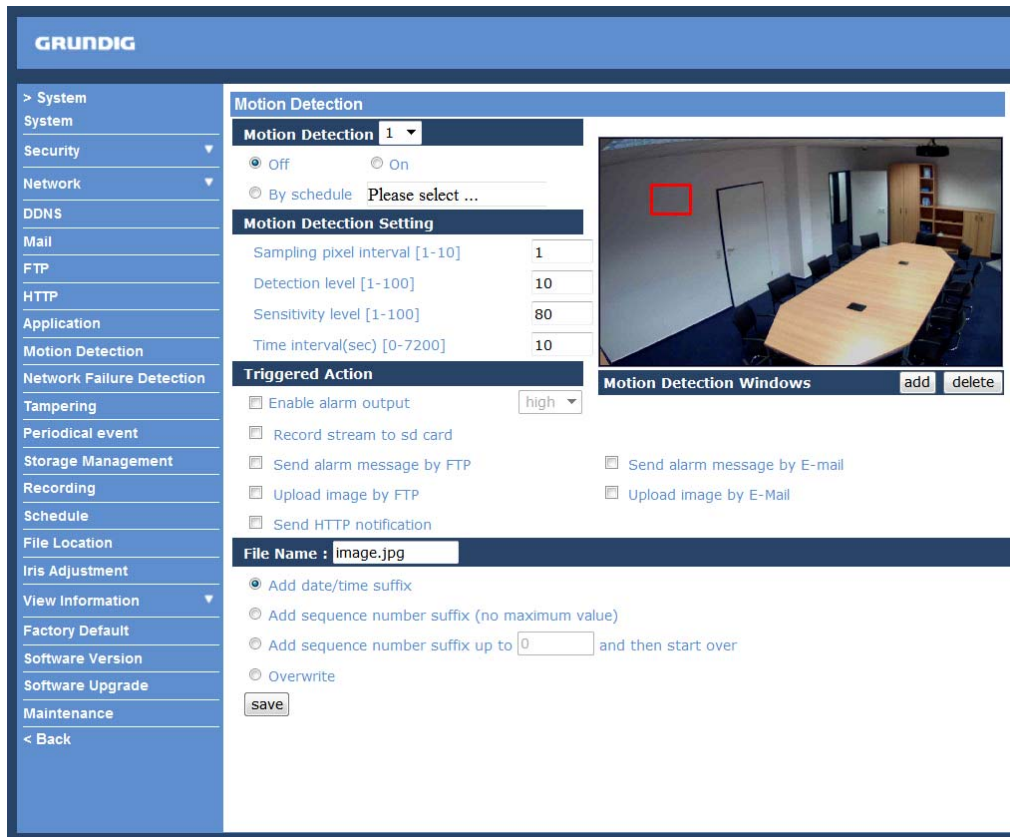 GRUNDIG
> System
System
Security
Network
DDNS
Mail
FTP
HTTP
Application
Motion Detection
Network Failure Detection
Tampering
Periodical event
Storage Management
Recording
Schedule
File Location
Iris Adjustment
View Information
Factory Default
Software Version
Software Upgrade
Maintenance
< Back
Motion Detection
Motion Detection 1
Off On
By schedule Please select ...
Motion Detection Setting
Sampling pixel interval [1-10] 1
Detection level [1-100] 10
Sensitivity level [1-100] 80
Time interval(sec) [0-7200] 10
Motion Detection Windows add delete
Triggered Action
Enable alarm output high
Record stream to sd card
Send alarm message by FTP Send alarm message by E-mail
Upload image by FTP Upload image by E-Mail
Send HTTP notification
File Name : image.jpg
Add date/time suffix
Add sequence number suffix (no maximum value)
Add sequence number suffix up to 0 and then start over
Overwrite
save